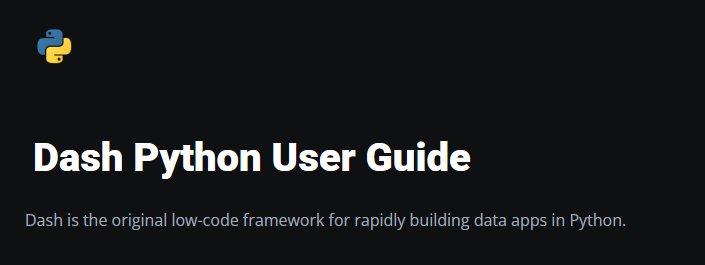 Dash Python User Guide
Dash is the original low-code framework for rapidly building data apps in Python.